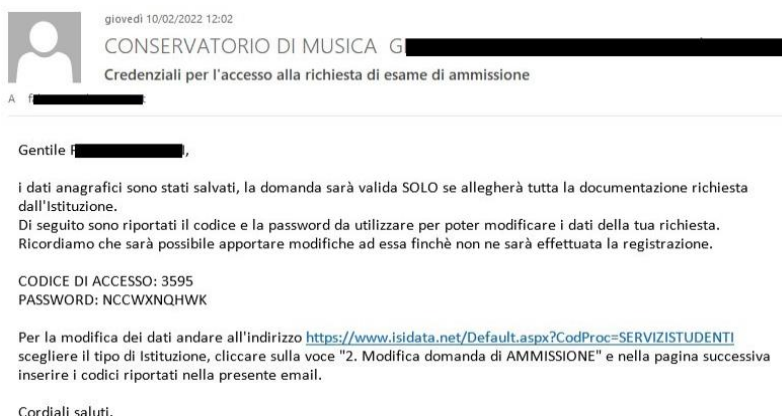 giovedì 10/02/2022 12:02
CONSERVATORIO DI MUSICA G
Credenziali per l'accesso alla richiesta di esame di ammissione
A
Gentile
i dati anagrafici sono stati salvati, la domanda sarà valida SOLO se allegherà tutta la documentazione richiesta
dall'Istituzione.
Di seguito sono riportati il codice e la password da utilizzare per poter modificare i dati della tua richiesta.
Ricordiamo che sarà possibile apportare modifiche ad essa finchè non ne sarà effettuata la registrazione.
CODICE DI ACCESSO: 3595
PASSWORD: NCCWXNQHWK
Per la modifica dei dati andare all'indirizzo https://www.isidata.net/Default.aspx?CodProc=SERVIZISTUDENTI
scegliere il tipo di Istituzione, cliccare sulla voce "2. Modifica domanda di AMMISSIONE" e nella pagina successiva
inserire i codici riportati nella presente email.
Cordiali saluti.